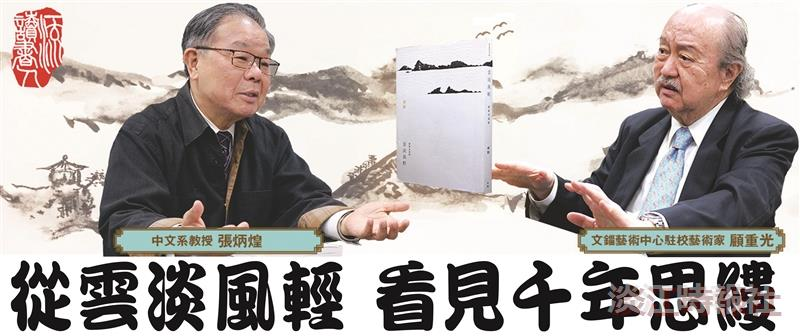 流讀書人
中文系教授 張炳煌
文錙藝術中心駐校藝術家 顧重光
從雲淡風輕 看見千年思縷
淡江時報社